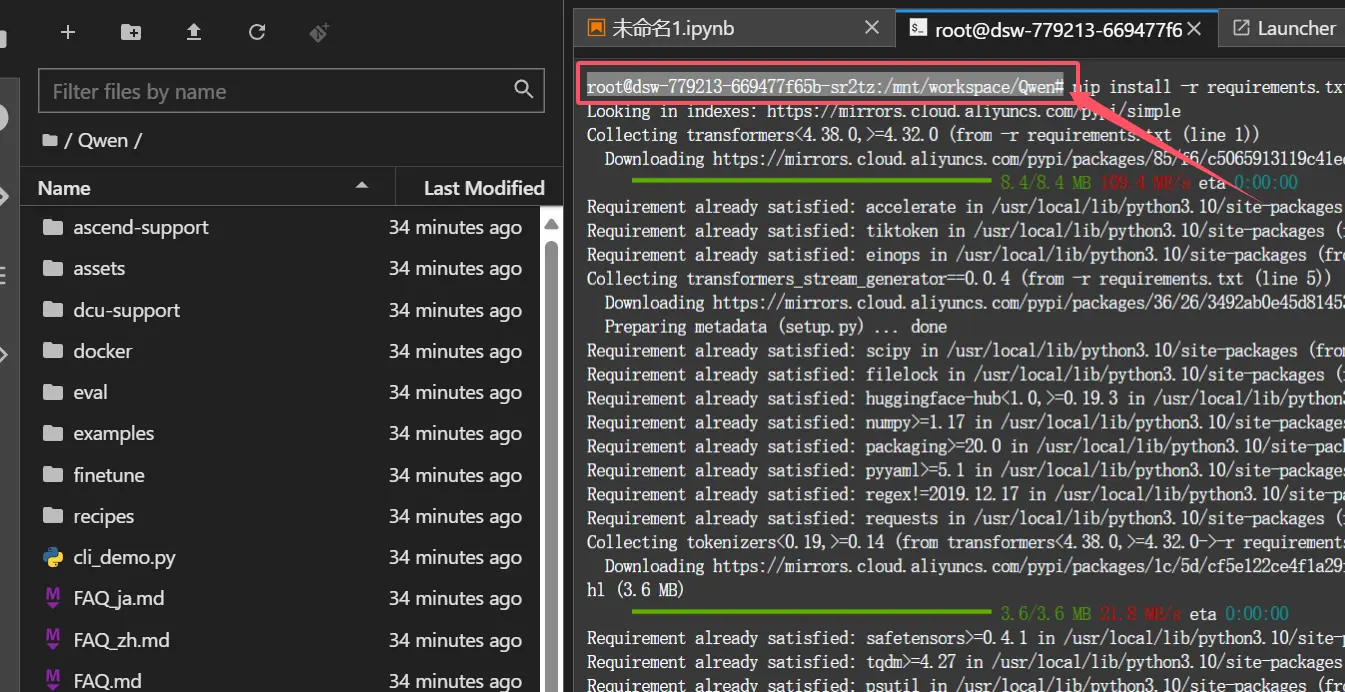 未命名1.ipynb
root@dsw-779213-669477f6
Launcher
Filter files by name
/ Qwen /
Name Last Modified
ascend-support 34 minutes ago
assets 34 minutes ago
dcu-support 34 minutes ago
docker 34 minutes ago
eval 34 minutes ago
examples 34 minutes ago
finetune 34 minutes ago
recipes 34 minutes ago
cli_demo.py 34 minutes ago
FAQ_ja.md 34 minutes ago
FAQ_zh.md 34 minutes ago
FAQ.md 34 minutes ago
root@dsw-779213-669477f65b-sr2tz:/mnt/workspace/Qwen# pip install -r requirements.tx
Looking in indexes: https://mirrors.cloud.aliyuncs.com/pypi/simple
Collecting transformers<4.38.0,>=4.32.0 (from -r requirements.txt (line 1))
Downloading https://mirrors.cloud.aliyuncs.com/pypi/packages/85/f6/c5065913119c41e
8.4/8.4 MB 109.4 MB/s eta 0:00:00
Requirement already satisfied: accelerate in /usr/local/lib/python3.10/site-packages
Requirement already satisfied: tiktoken in /usr/local/lib/python3.10/site-packages (
Requirement already satisfied: einops in /usr/local/lib/python3.10/site-packages (fro
Collecting transformers_stream_generator==0.0.4 (from -r requirements.txt (line 5))
Downloading https://mirrors.cloud.aliyuncs.com/pypi/packages/36/26/3492ab0e45d8145
Preparing metadata (setup.py) ... done
Requirement already satisfied: scipy in /usr/local/lib/python3.10/site-packages (from
Requirement already satisfied: filelock in /usr/local/lib/python3.10/site-packages (
Requirement already satisfied: huggingface-hub<1.0,>=0.19.3 in /usr/local/lib/python3
Requirement already satisfied: numpy>=1.17 in /usr/local/lib/python3.10/site-packages
Requirement already satisfied: packaging>=20.0 in /usr/local/lib/python3.10/site-pack
Requirement already satisfied: pyyaml>=5.1 in /usr/local/lib/python3.10/site-packages
Requirement already satisfied: regex!=2019.12.17 in /usr/local/lib/python3.10/site-pa
Requirement already satisfied: requests in /usr/local/lib/python3.10/site-packages (
Collecting tokenizers<0.19,>=0.14 (from transformers<4.38.0,>=4.32.0->-r requirements
Downloading https://mirrors.cloud.aliyuncs.com/pypi/packages/1c/5d/cf5e122ce4f1a29
hl (3.6 MB)
3.6/3.6 MB 21.8 MB/s eta 0:00:00
Requirement already satisfied: safetensors>=0.4.1 in /usr/local/lib/python3.10/site-p
Requirement already satisfied: tqdm>=4.27 in /usr/local/lib/python3.10/site-packages
Requirement already satisfied: psutil in /usr/local/lib/python3.10/site-packages (fr